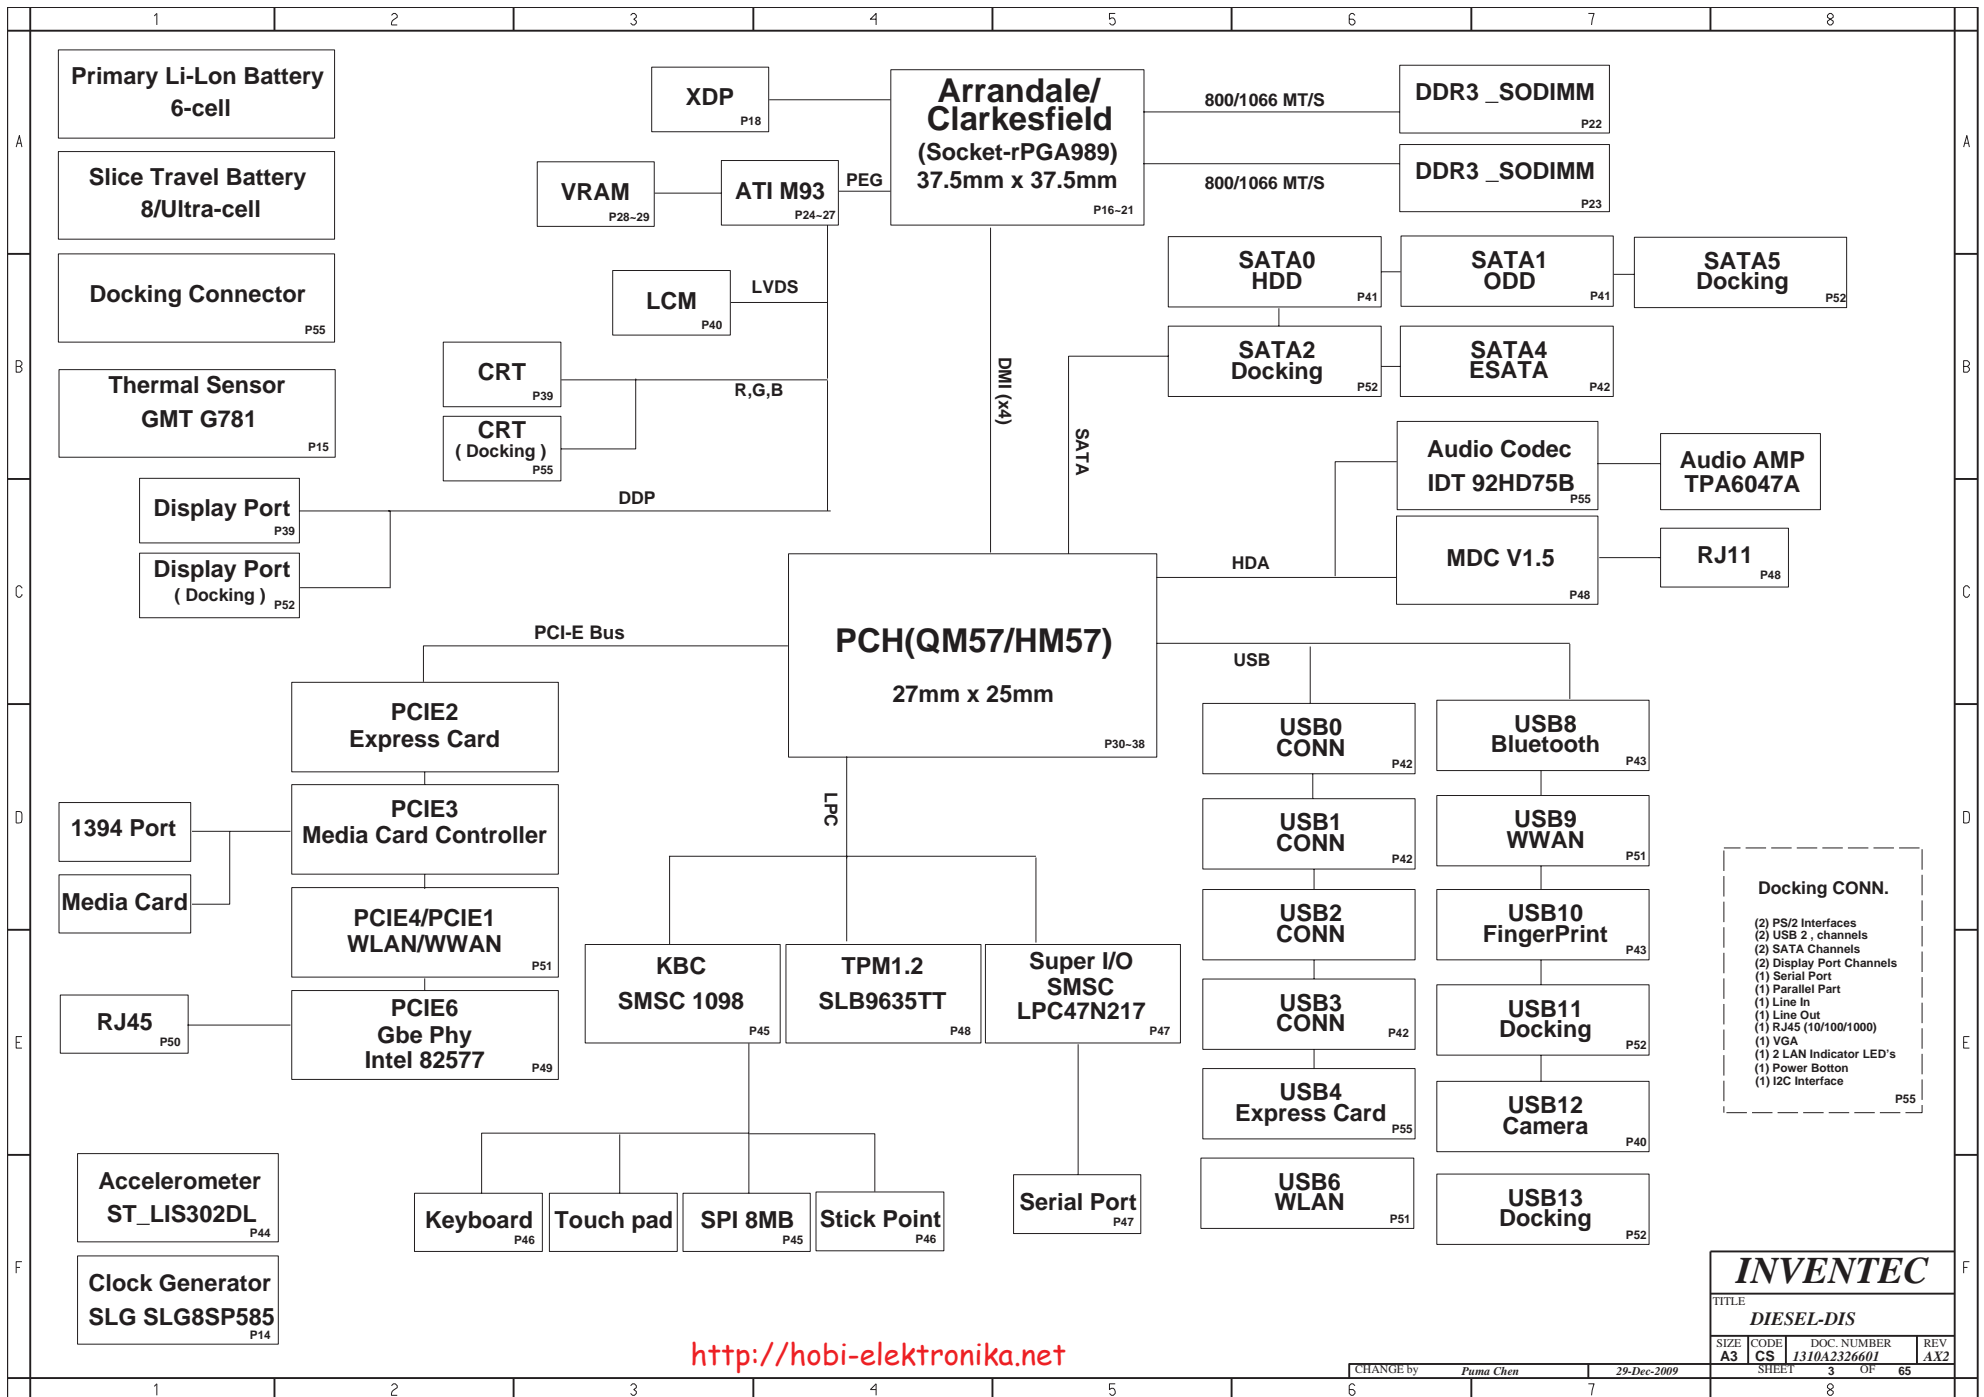 1 2 3 4 5 6 7 8
A
B
C
D
E
F
A
B
C
D
E
F
Primary Li-Lon Battery
6-cell
Slice Travel Battery
8/Ultra-cell
Docking Connector
P55
Thermal Sensor
GMT G781
P15
XDP
P18
VRAM
P28~29
ATI M93
P24~27
PEG
Arrandale/
Clarkesfield
(Socket-rPGA989)
37.5mm x 37.5mm
P16~21
800/1066 MT/S
DDR3 _SODIMM
P22
800/1066 MT/S
DDR3 _SODIMM
P23
LCM
P40
LVDS
CRT
P39
R,G,B
CRT
( Docking )
P55
Display Port
P39
DDP
Display Port
( Docking )
P52
DMI (x4)
SATA
SATA0
HDD
P41
SATA1
ODD
P41
SATA5
Docking
P52
SATA2
Docking
P52
SATA4
ESATA
P42
Audio Codec
IDT 92HD75B
P55
Audio AMP
TPA6047A
HDA
MDC V1.5
P48
RJ11
P48
PCH(QM57/HM57)
27mm x 25mm
P30~38
PCI-E Bus
PCIE2
Express Card
PCIE3
Media Card Controller
1394 Port
Media Card
PCIE4/PCIE1
WLAN/WWAN
P51
PCIE6
Gbe Phy
Intel 82577
P49
RJ45
P50
LPC
KBC
SMSC 1098
P45
TPM1.2
SLB9635TT
P48
Super I/O
SMSC
LPC47N217
P47
Keyboard
P46
Touch pad
SPI 8MB
P45
Stick Point
P46
Serial Port
P47
USB
USB0
CONN
P42
USB1
CONN
P42
USB2
CONN
USB3
CONN
P42
USB4
Express Card
P55
USB6
WLAN
P51
USB8
Bluetooth
P43
USB9
WWAN
P51
USB10
FingerPrint
P43
USB11
Docking
P52
USB12
Camera
P40
USB13
Docking
P52
Docking CONN.
(2) PS/2 Interfaces
(2) USB 2 , channels
(2) SATA Channels
(2) Display Port Channels
(1) Serial Port
(1) Parallel Part
(1) Line In
(1) Line Out
(1) RJ45 (10/100/1000)
(1) VGA
(1) 2 LAN Indicator LED's
(1) Power Botton
(1) I2C Interface
P55
Accelerometer
ST_LIS302DL
P44
Clock Generator
SLG SLG8SP585
P14
http://hobi-elektronika.net
INVENTEC
TITLE
DIESEL-DIS
SIZE CODE DOC. NUMBER REV
A3 CS 1310A2326601 AX2
CHANGE by Puma Chen 29-Dec-2009 SHEET 3 OF 65
1 2 3 4 5 6 7 8